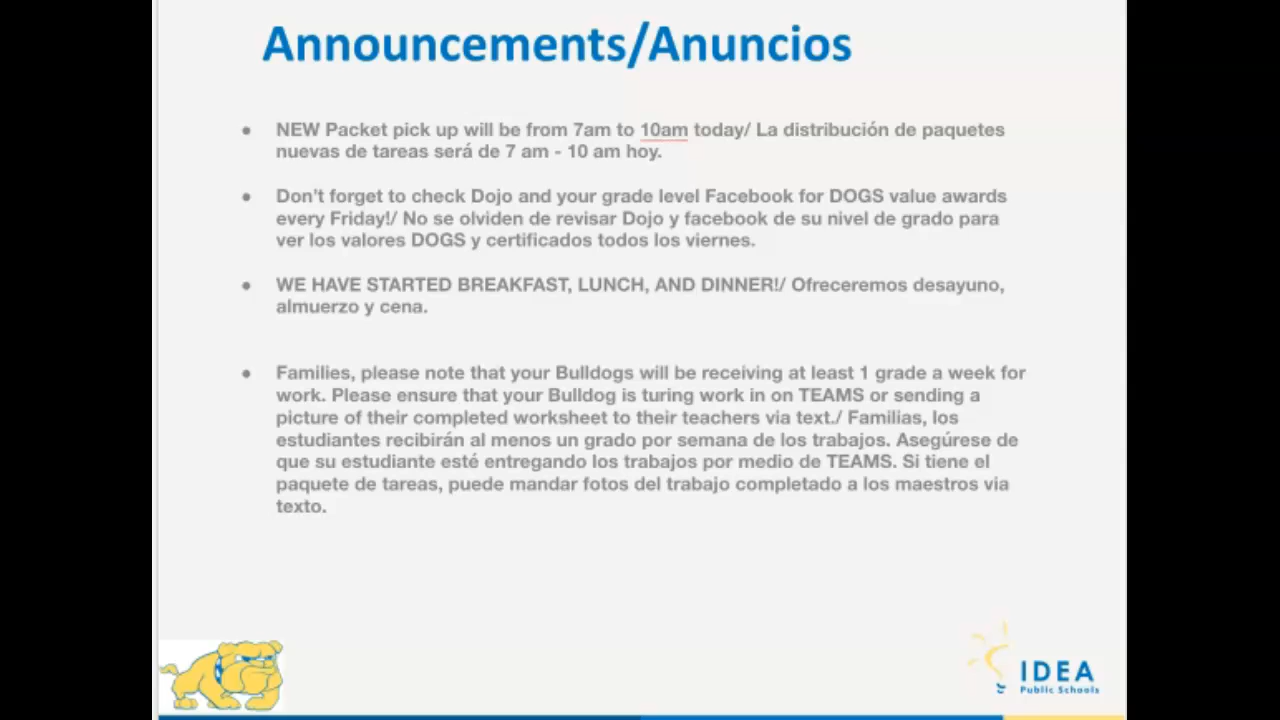 Announcements/Anuncios
● NEW Packet pick up will be from 7am to 10am today/ La distribución de paquetes
nuevas de tareas será de 7 am - 10 am hoy.
● Don't forget to check Dojo and your grade level Facebook for DOGS value awards
every Friday!/ No se olviden de revisar Dojo y facebook de su nivel de grado para
ver los valores DOGS y certificados todos los viernes.
● WE HAVE STARTED BREAKFAST, LUNCH, AND DINNER!/ Ofreceremos desayuno,
almuerzo y cena.
● Families, please note that your Bulldogs will be receiving at least 1 grade a week for
work. Please ensure that your Bulldog is turing work in on TEAMS or sending a
picture of their completed worksheet to their teachers via text./ Familias, los
estudiantes recibirán al menos un grado por semana de los trabajos. Asegúrese de
que su estudiante esté entregando los trabajos por medio de TEAMS. Si tiene el
paquete de tareas, puede mandar fotos del trabajo completado a los maestros via
texto.
IDEA
Public Schools